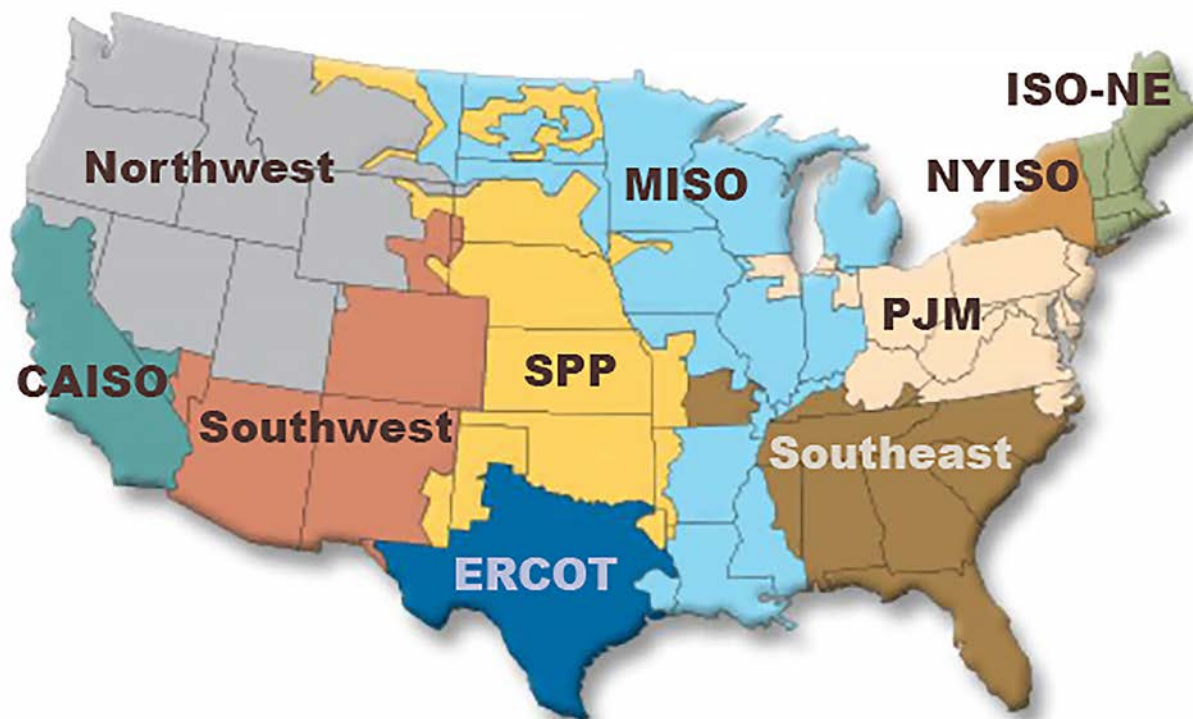 ISO-NE
Northwest
MISO
NYISO
PJM
CAISO
SPP
Southwest
Southeast
ERCOT